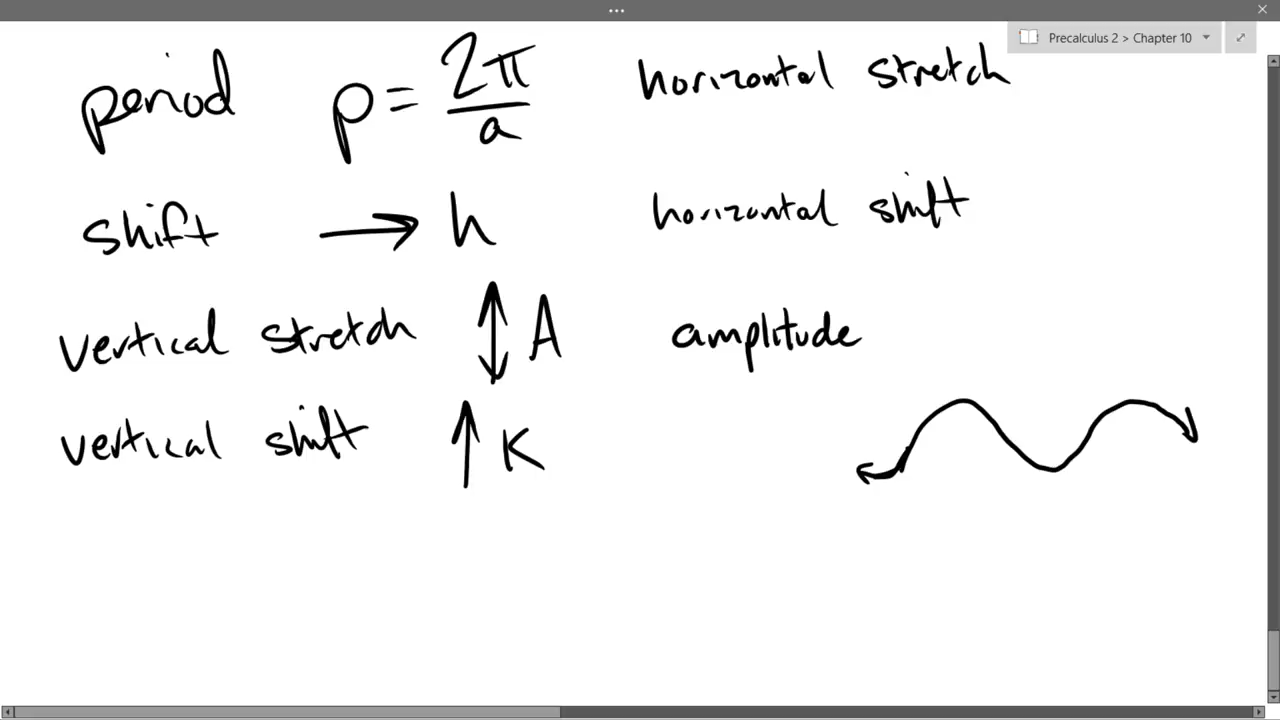 Precalculus 2 > Chapter 10
period p = 2π/a horizontal stretch
shift → h horizontal shift
vertical stretch ↕ A amplitude
vertical shift ↑ K